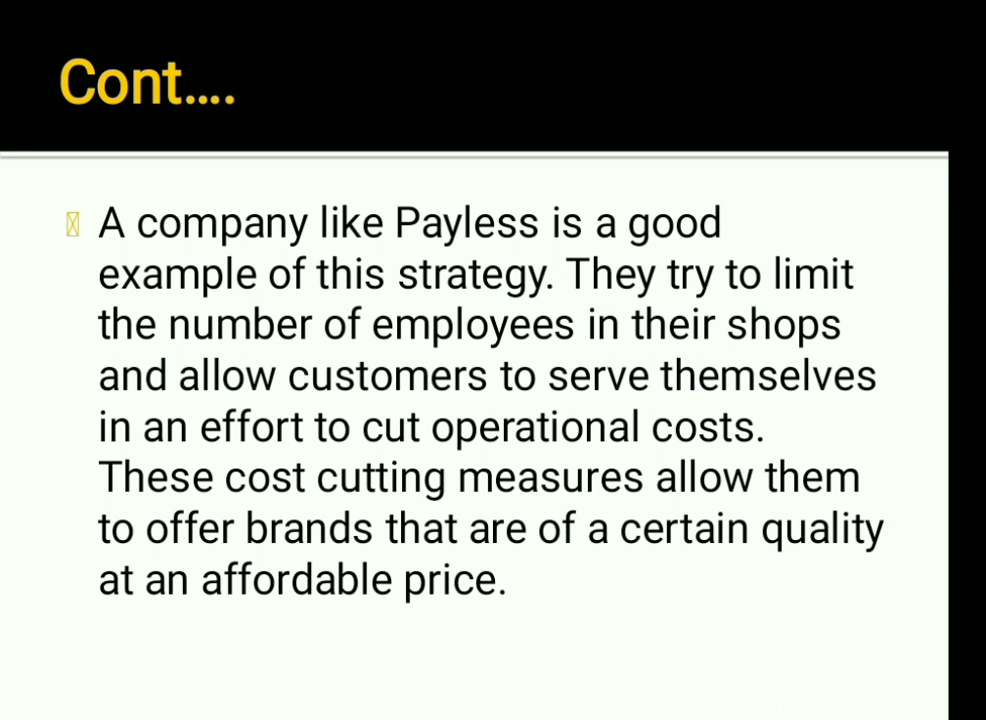 Cont....
A company like Payless is a good
example of this strategy. They try to limit
the number of employees in their shops
and allow customers to serve themselves
in an effort to cut operational costs.
These cost cutting measures allow them
to offer brands that are of a certain quality
at an affordable price.